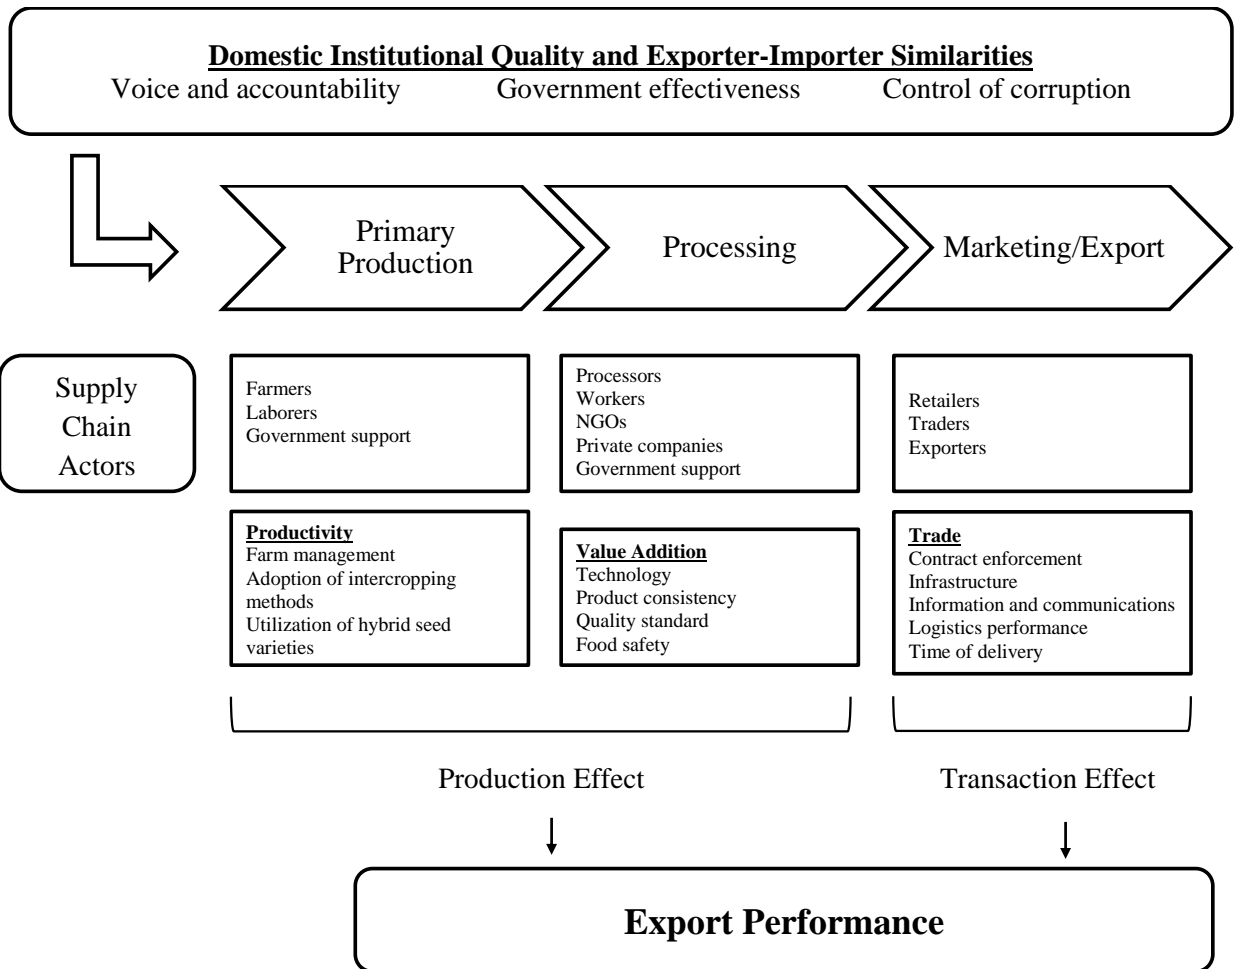 Domestic Institutional Quality and Exporter-Importer Similarities
Voice and accountability Government effectiveness Control of corruption
Primary
Production
Processing
Marketing/Export
Supply
Chain
Actors
Farmers
Laborers
Government support
Processors
Workers
NGOs
Private companies
Government support
Retailers
Traders
Exporters
Productivity
Farm management
Adoption of intercropping
methods
Utilization of hybrid seed
varieties
Value Addition
Technology
Product consistency
Quality standard
Food safety
Trade
Contract enforcement
Infrastructure
Information and communications
Logistics performance
Time of delivery
Production Effect
Transaction Effect
Export Performance